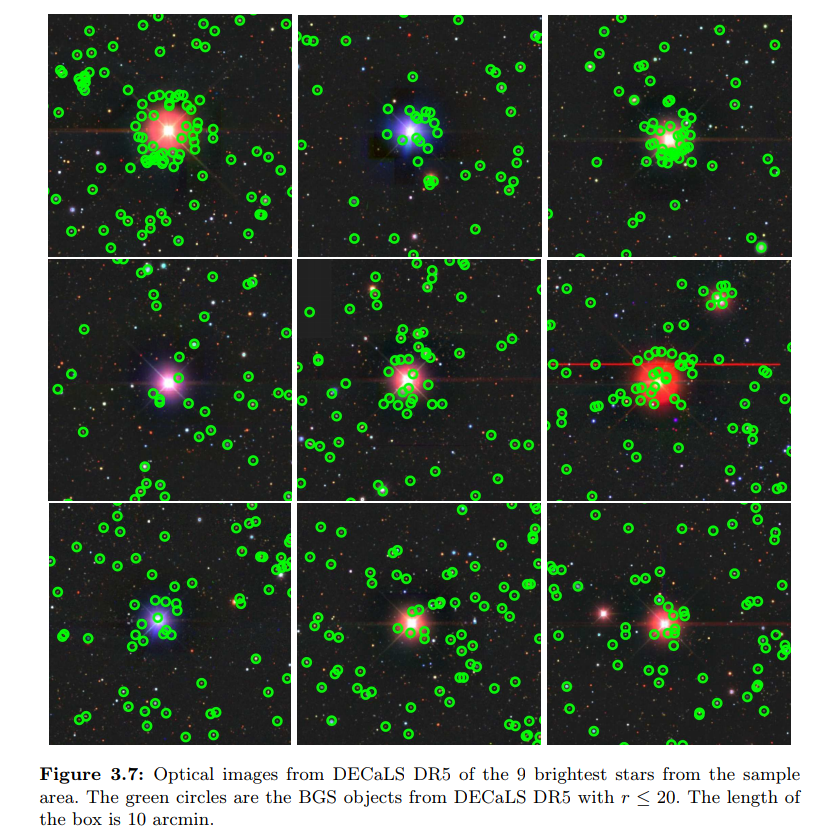 Figure 3.7: Optical images from DECaLS DR5 of the 9 brightest stars from the sample
area. The green circles are the BGS objects from DECaLS DR5 with r ≤ 20. The length of
the box is 10 arcmin.